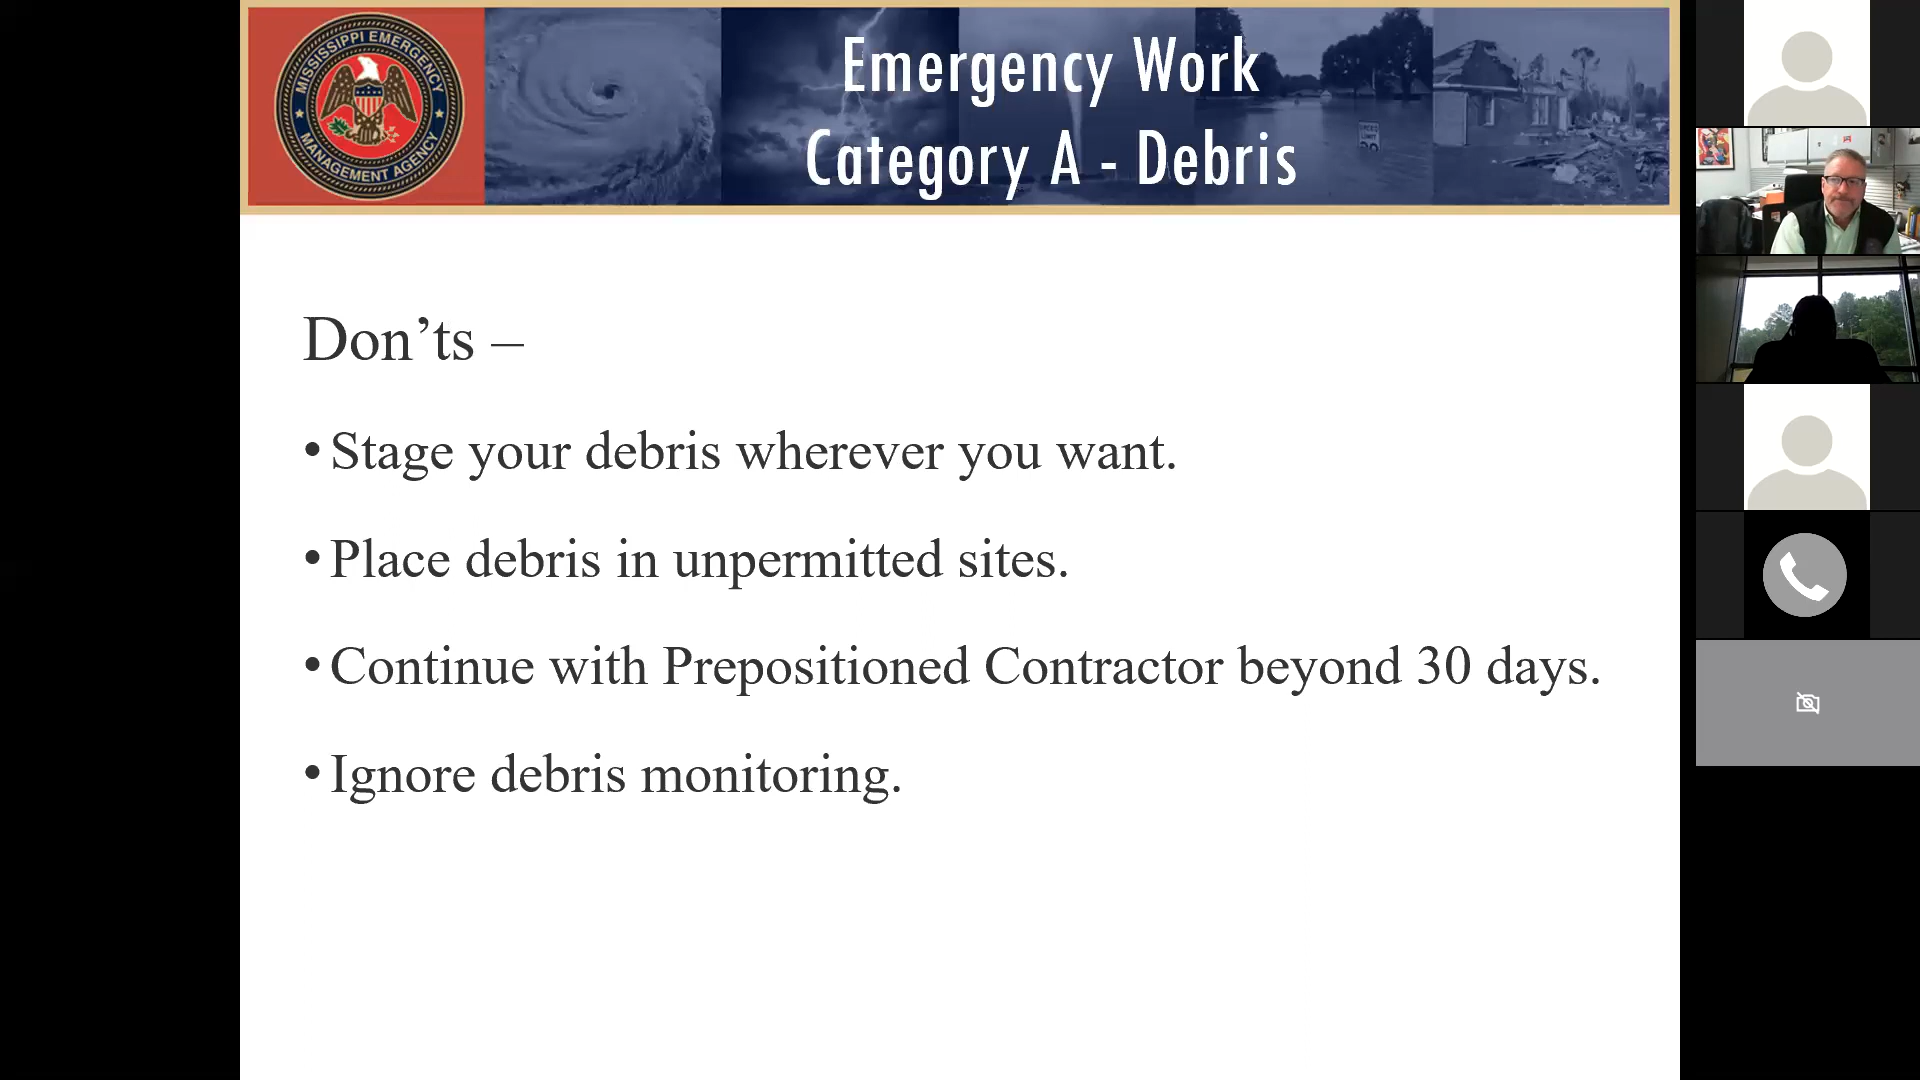 MISSISSIPPI EMERGENCY
MANAGEMENT AGENCY
Emergency Work
Category A - Debris
Don’ts –
•Stage your debris wherever you want.
•Place debris in unpermitted sites.
•Continue with Prepositioned Contractor beyond 30 days.
•Ignore debris monitoring.